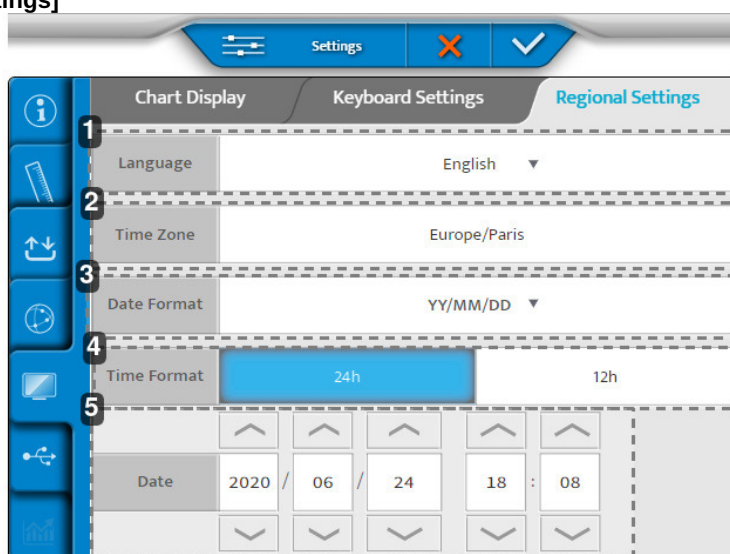 ings]
Settings
Chart Display Keyboard Settings Regional Settings
1
Language English ▼
2
Time Zone Europe/Paris
3
Date Format YY/MM/DD ▼
4
Time Format 24h 12h
5
Date 2020 / 06 / 24 18 : 08